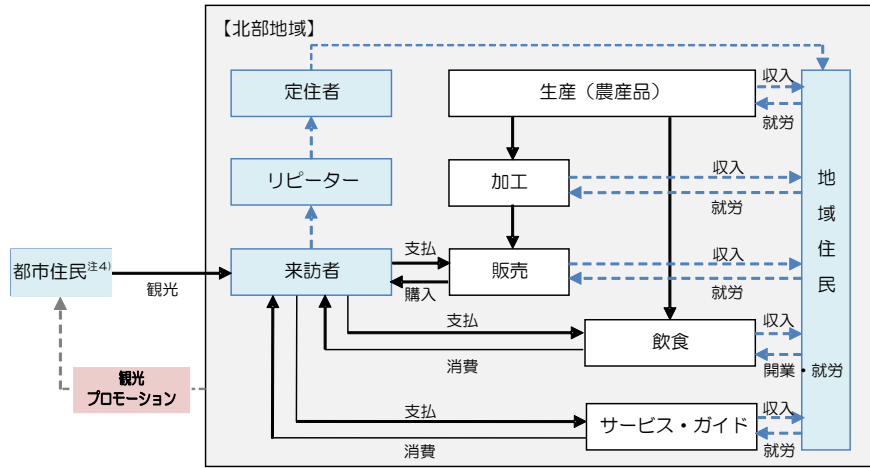 【北部地域】
定住者
生産（農産品）
収入
就労
リピーター
加工
収入
就労
地域住民
都市住民注4)
観光
来訪者
支払
購入
販売
収入
就労
支払
消費
飲食
収入
開業・就労
観光
プロモーション
支払
消費
サービス・ガイド
収入
就労